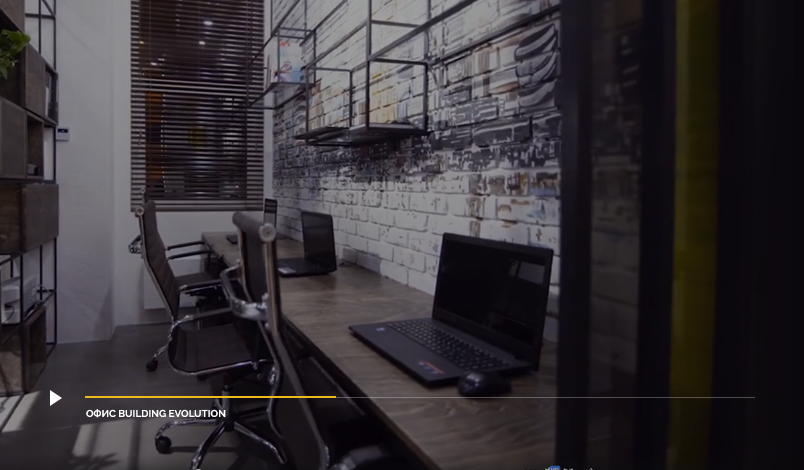 ОФИС BUILDING EVOLUTION